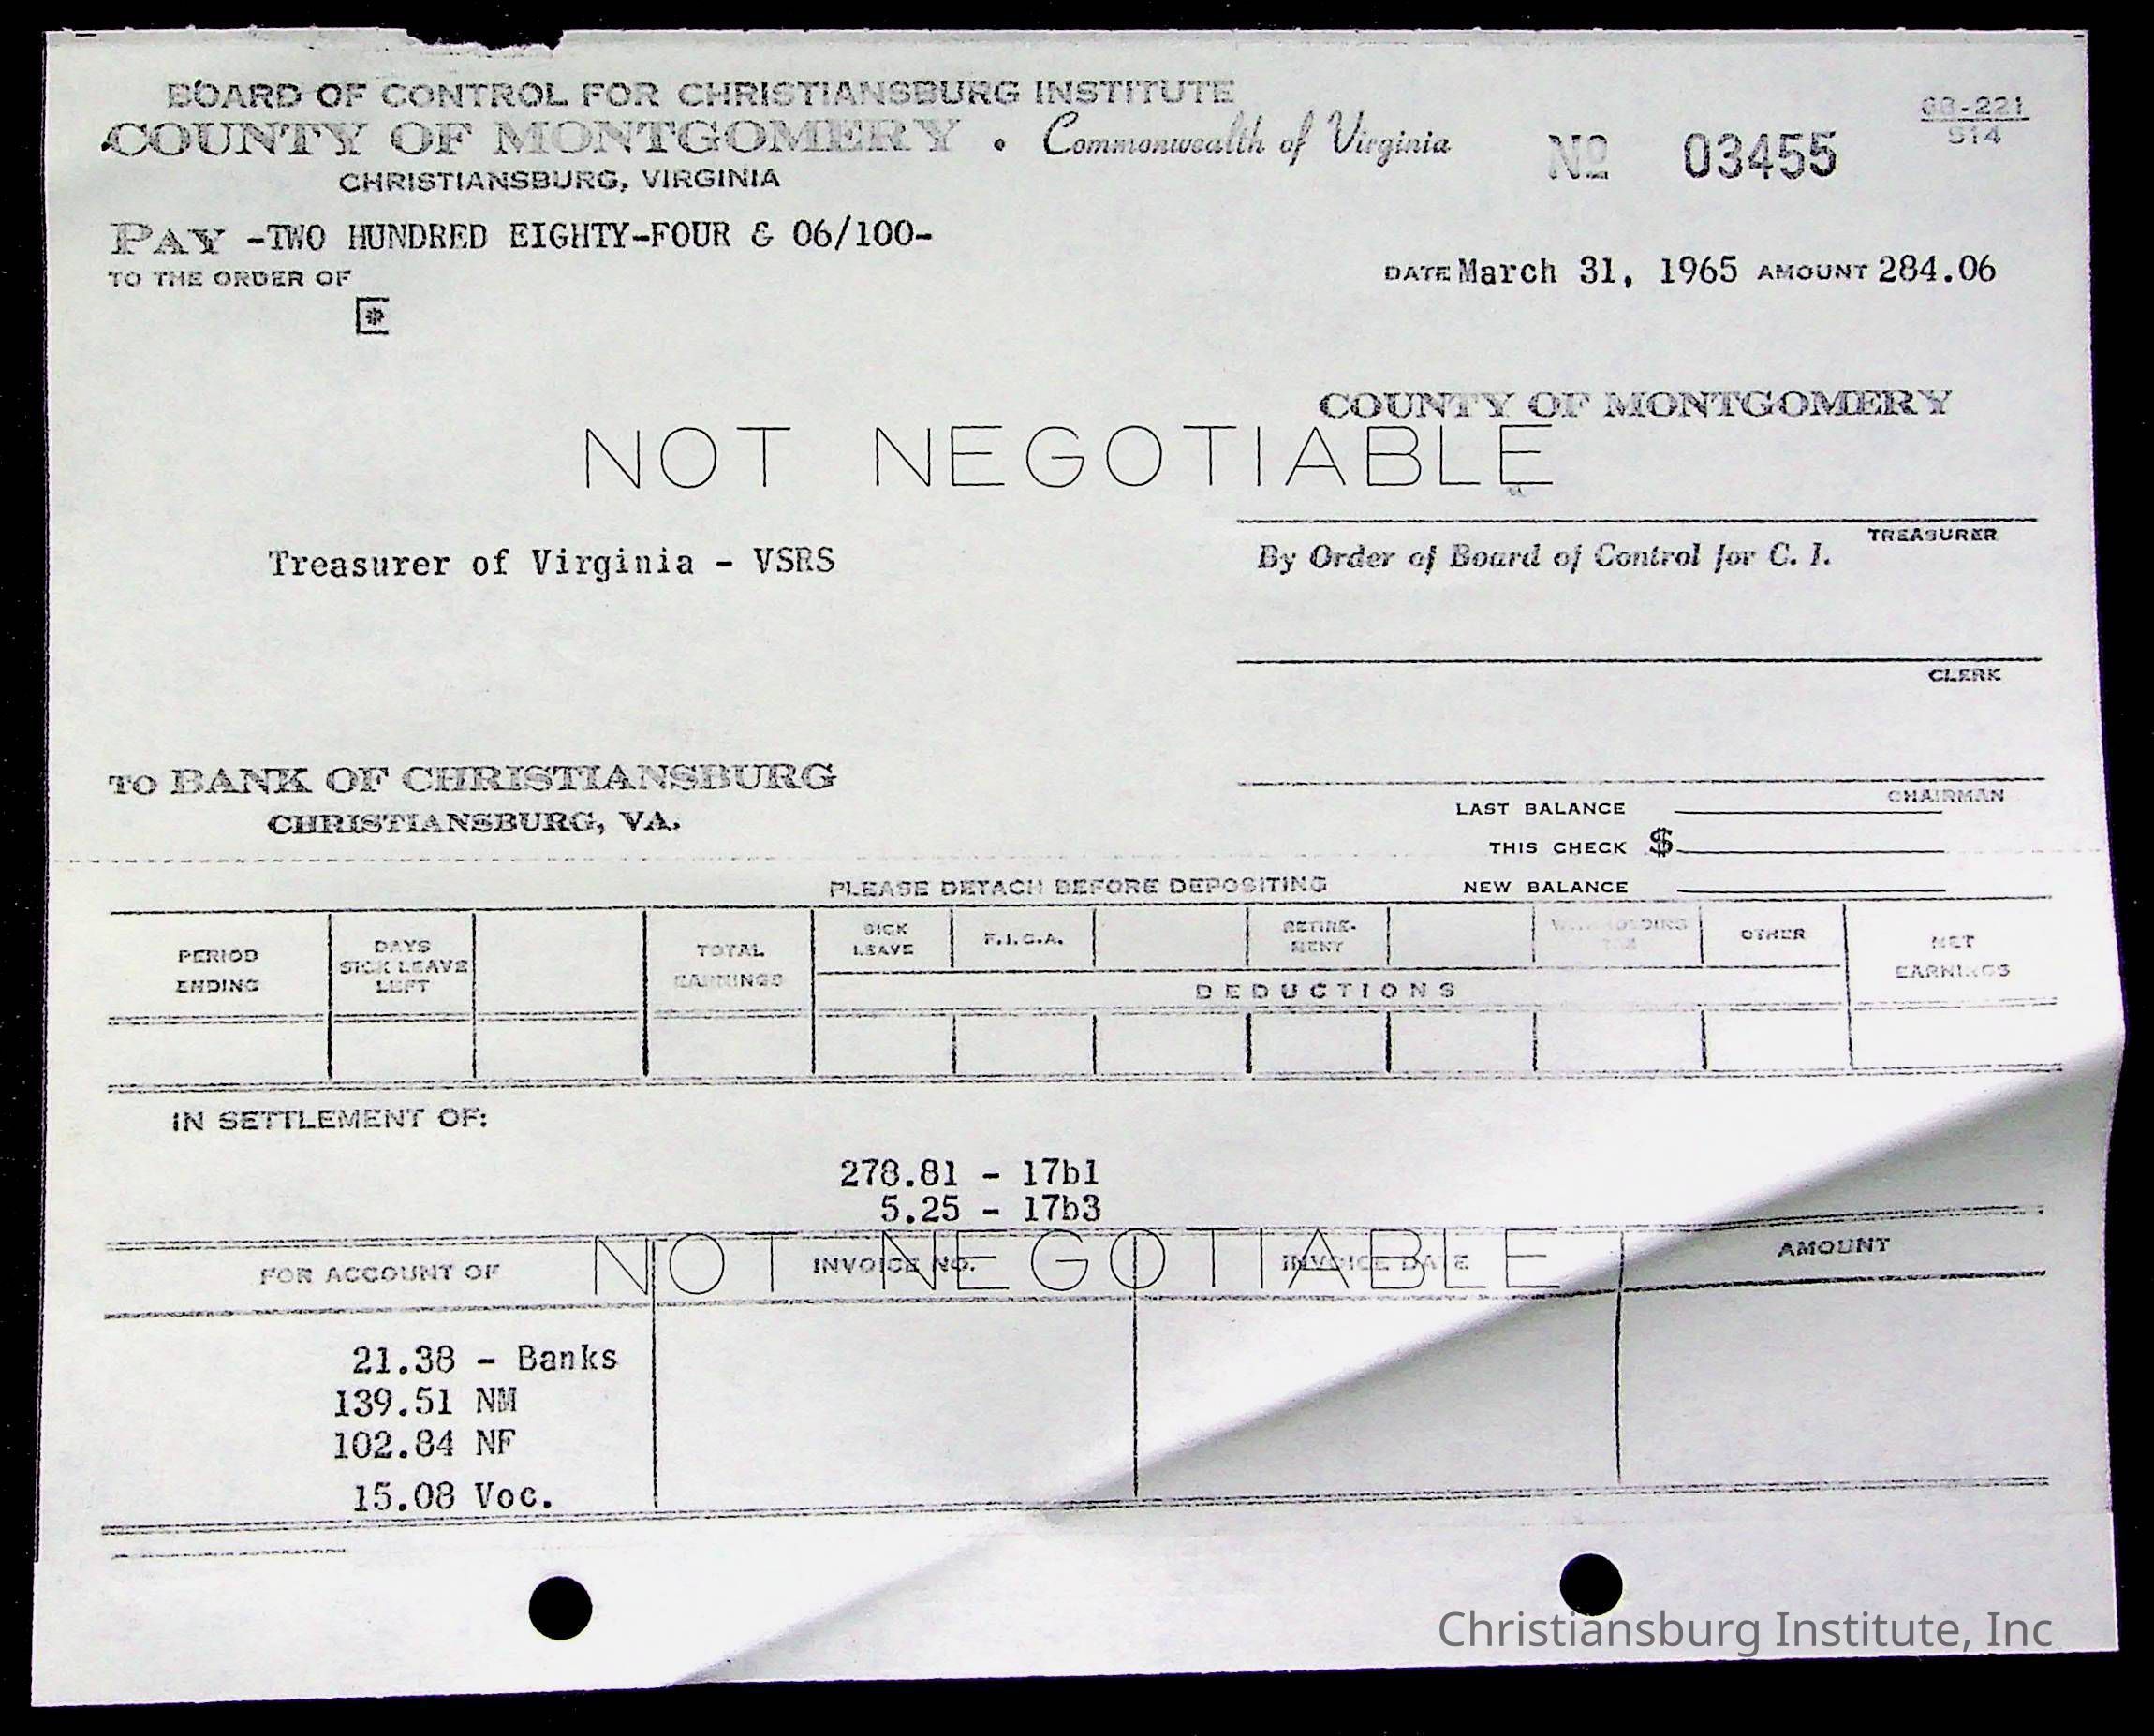 BOARD OF CONTROL FOR CHRISTIANSBURG INSTITUTE
COUNTY OF MONTGOMERY • Commonwealth of Virginia
CHRISTIANSBURG, VIRGINIA
Nº 03455
68-221
514
PAY -TWO HUNDRED EIGHTY-FOUR & 06/100-
TO THE ORDER OF
DATE March 31, 1965 AMOUNT 284.06
COUNTY OF MONTGOMERY
NOT NEGOTIABLE
TREASURER
Treasurer of Virginia - VSRS
By Order of Board of Control for C. I.
CLERK
TO BANK OF CHRISTIANSBURG
CHRISTIANSBURG, VA.
CHAIRMAN
LAST BALANCE
THIS CHECK $
NEW BALANCE
PLEASE DETACH BEFORE DEPOSITING
PERIOD ENDING
DAYS SICK LEAVE LEFT
TOTAL EARNINGS
SICK LEAVE
F.I.C.A.
RETIRE-MENT
WITHHOLDING TAX
OTHER
NET EARNINGS
DEDUCTIONS
IN SETTLEMENT OF:
278.81 - 17b1
5.25 - 17b3
NOT NEGOTIABLE
FOR ACCOUNT OF INVOICE NO. INVOICE DATE AMOUNT
21.38 - Banks
139.51 NM
102.84 NF
15.08 Voc.
Christiansburg Institute, Inc